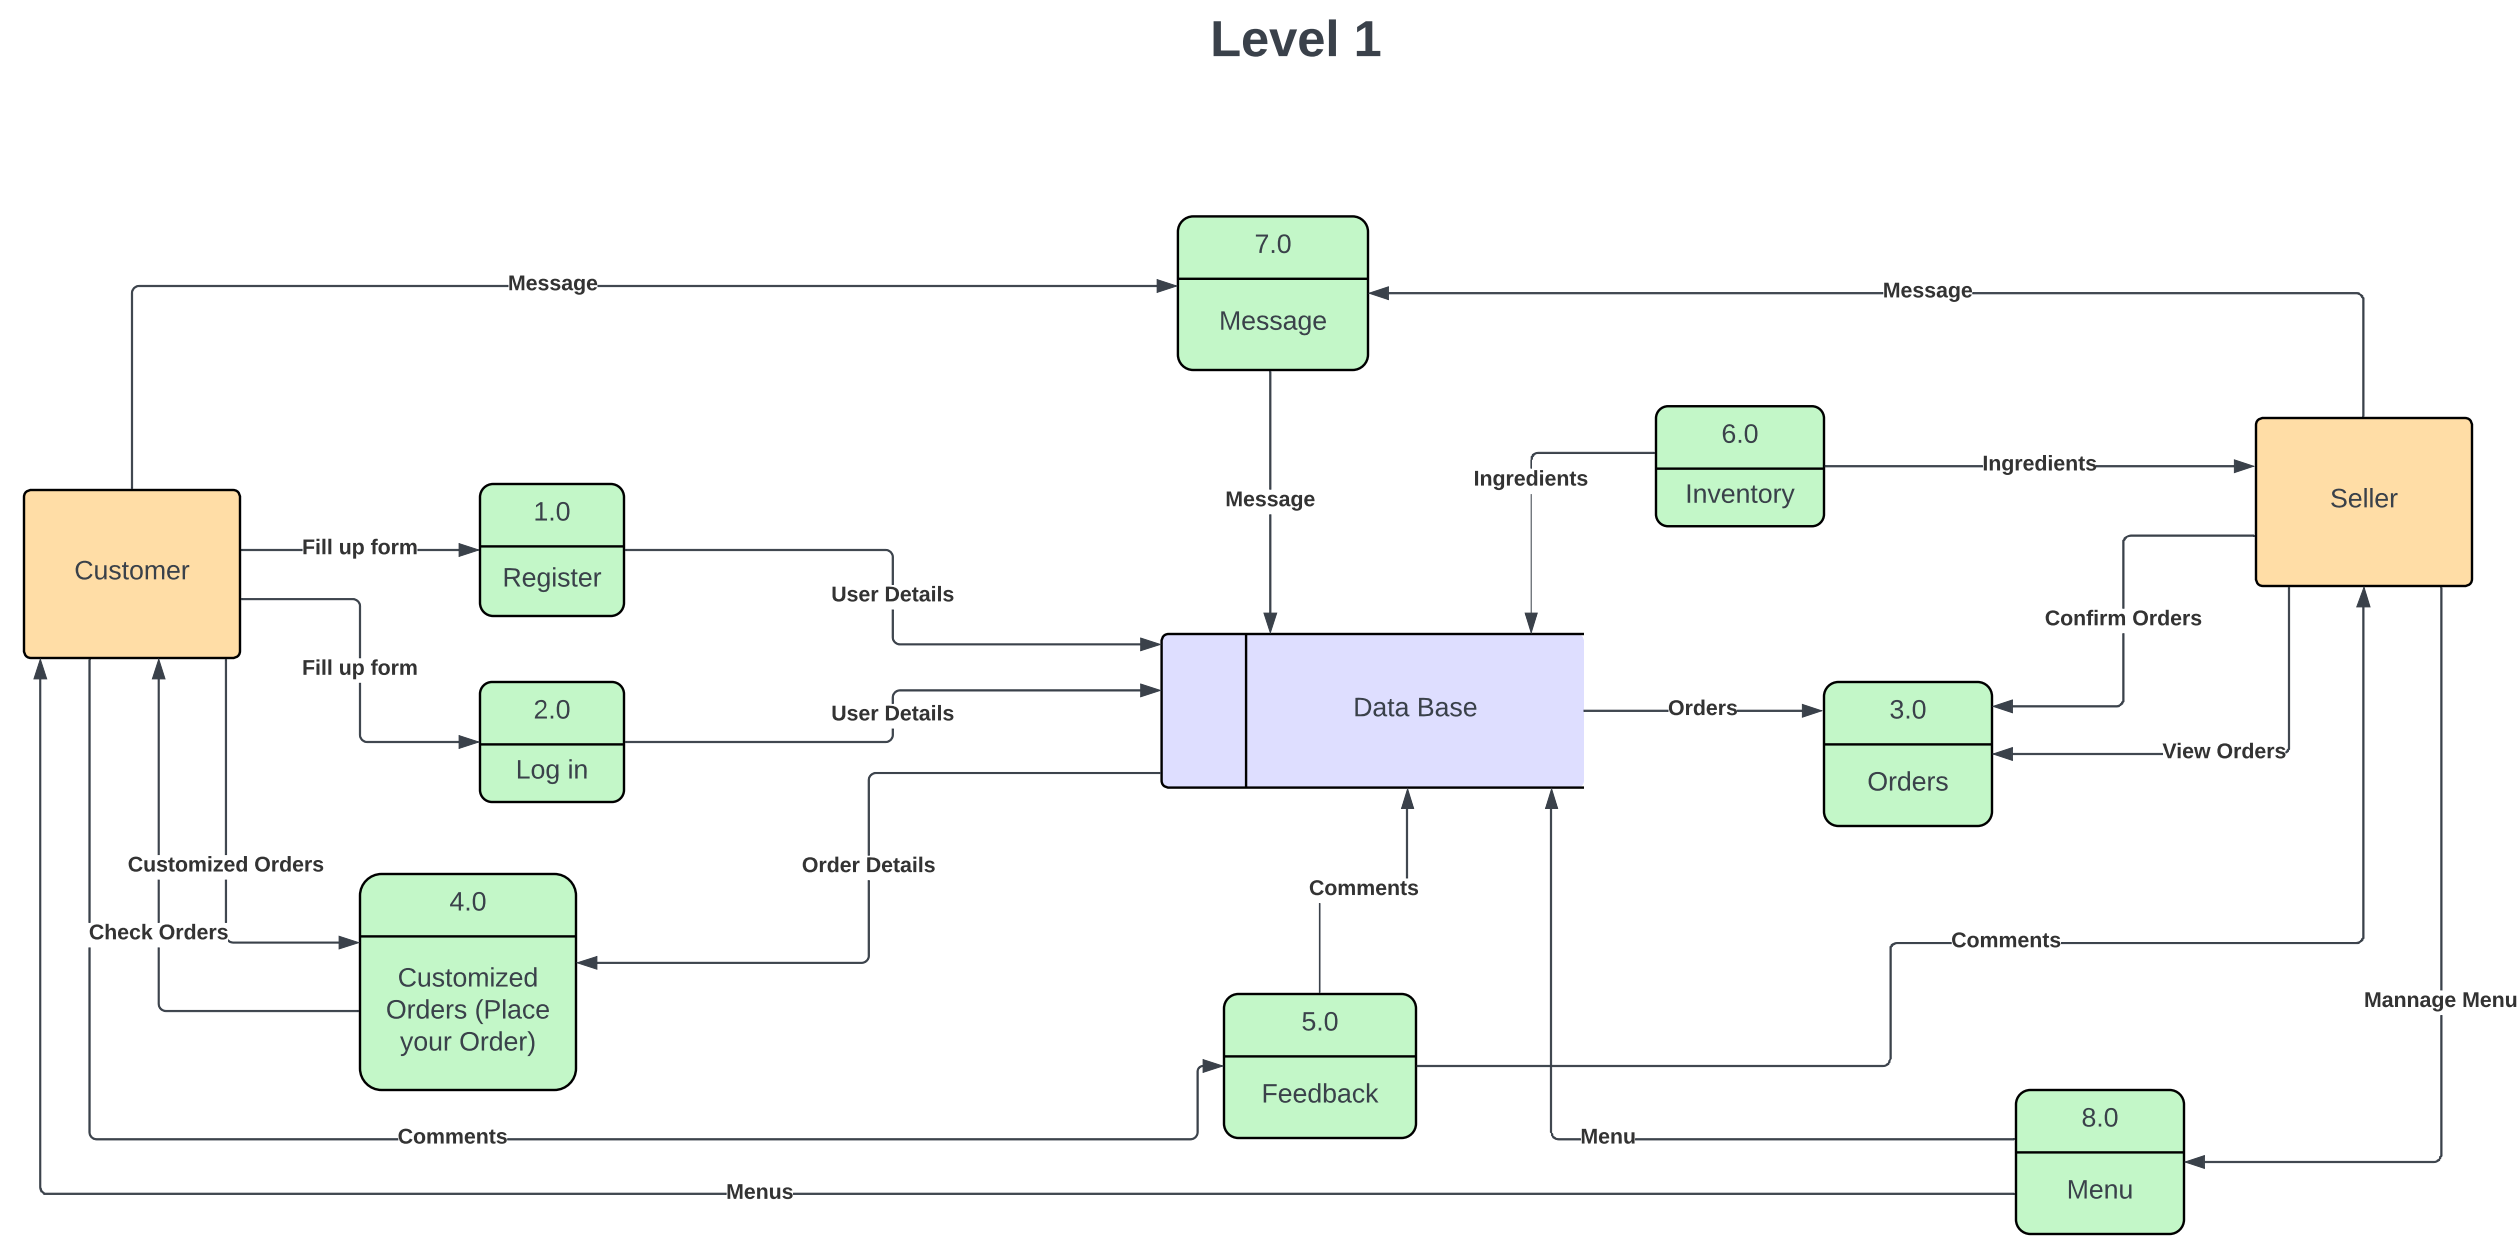 Level 1
7.0
Message
Message
Message
6.0
Inventory
Ingredients
Ingredients
Seller
Message
Customer
Fill up form
1.0
Register
User Details
Fill up form
2.0
Log in
User Details
Data Base
Orders
3.0
Orders
Confirm Orders
View Orders
Customized Orders
Check Orders
4.0
Customized
Orders (Place
your Order)
Order Details
Comments
5.0
Feedback
Comments
Mannage Menu
Comments
Menu
8.0
Menu
Menus